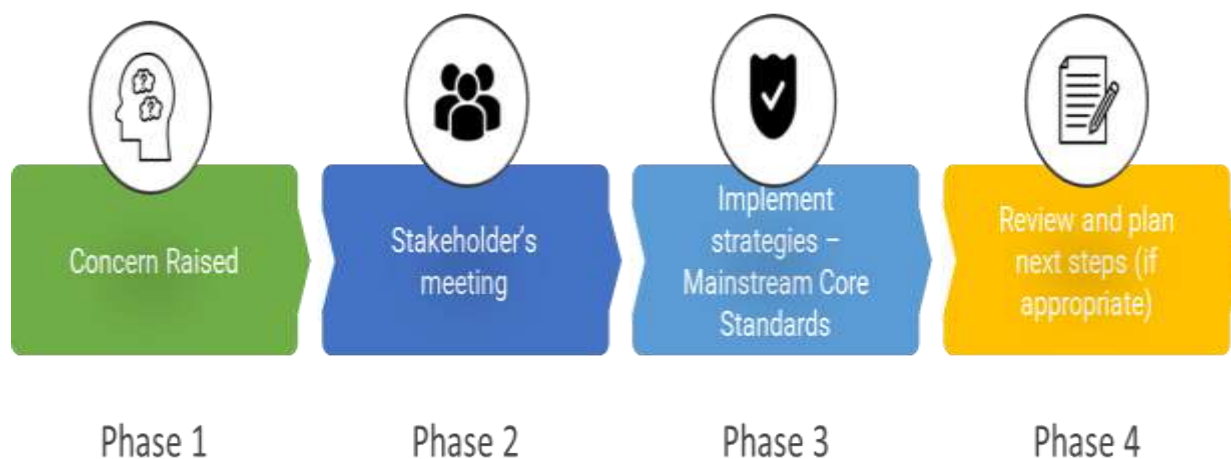 Concern Raised
Stakeholder's
meeting
Implement
strategies –
Mainstream Core
Standards
Review and plan
next steps (if
appropriate)
Phase 1
Phase 2
Phase 3
Phase 4